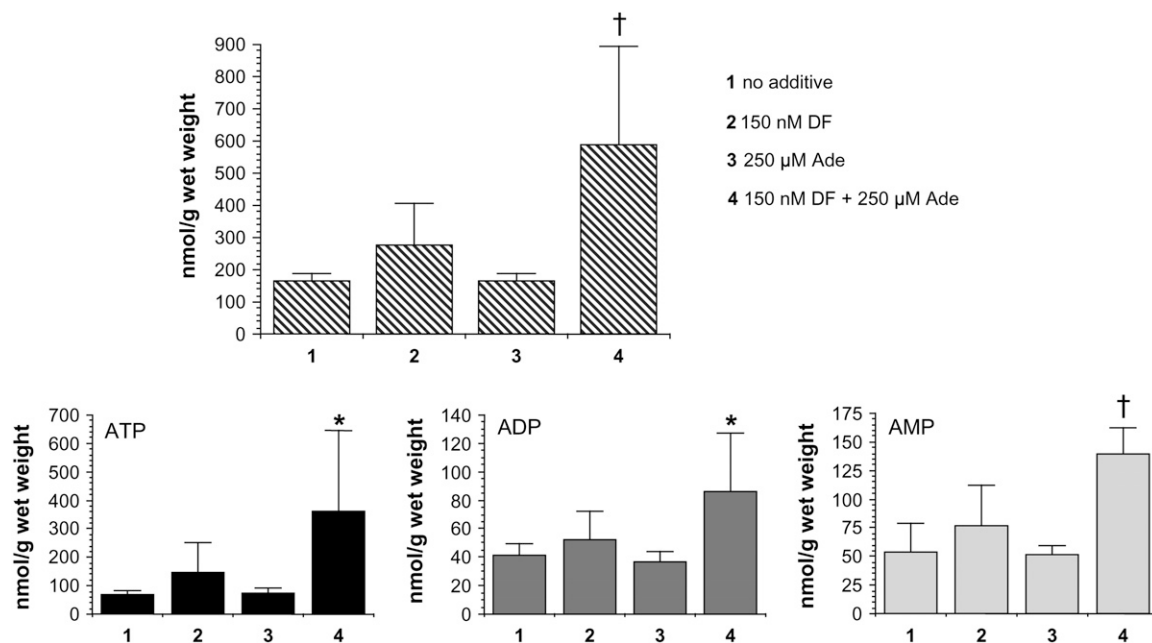 †
nmol/g wet weight
900
800
700
600
500
400
300
200
100
0
1 2 3 4
1 no additive
2 150 nM DF
3 250 µM Ade
4 150 nM DF + 250 µM Ade
ATP
*
nmol/g wet weight
700
600
500
400
300
200
100
0
1 2 3 4
ADP
*
nmol/g wet weight
140
120
100
80
60
40
20
0
1 2 3 4
AMP
†
nmol/g wet weight
175
150
125
100
75
50
25
0
1 2 3 4